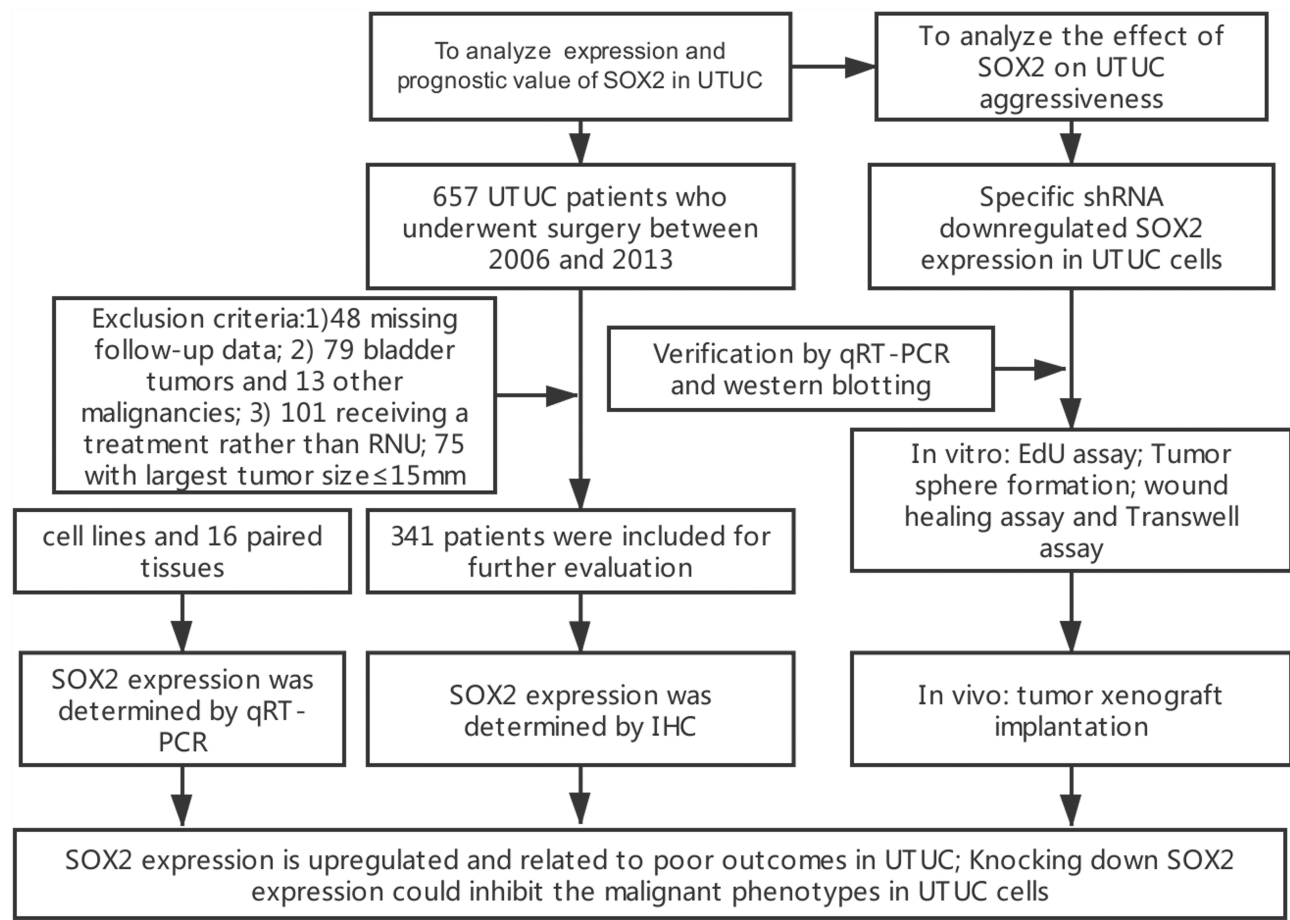 To analyze expression and
prognostic value of SOX2 in UTUC
To analyze the effect of
SOX2 on UTUC
aggressiveness
657 UTUC patients who
underwent surgery between
2006 and 2013
Specific shRNA
downregulated SOX2
expression in UTUC cells
Exclusion criteria:1)48 missing
follow-up data; 2) 79 bladder
tumors and 13 other
malignancies; 3) 101 receiving a
treatment rather than RNU; 75
with largest tumor size≤15mm
Verification by qRT-PCR
and western blotting
In vitro: EdU assay; Tumor
sphere formation; wound
healing assay and Transwell
assay
cell lines and 16 paired
tissues
341 patients were included for
further evaluation
SOX2 expression was
determined by qRT-
PCR
SOX2 expression was
determined by IHC
In vivo: tumor xenograft
implantation
SOX2 expression is upregulated and related to poor outcomes in UTUC; Knocking down SOX2
expression could inhibit the malignant phenotypes in UTUC cells